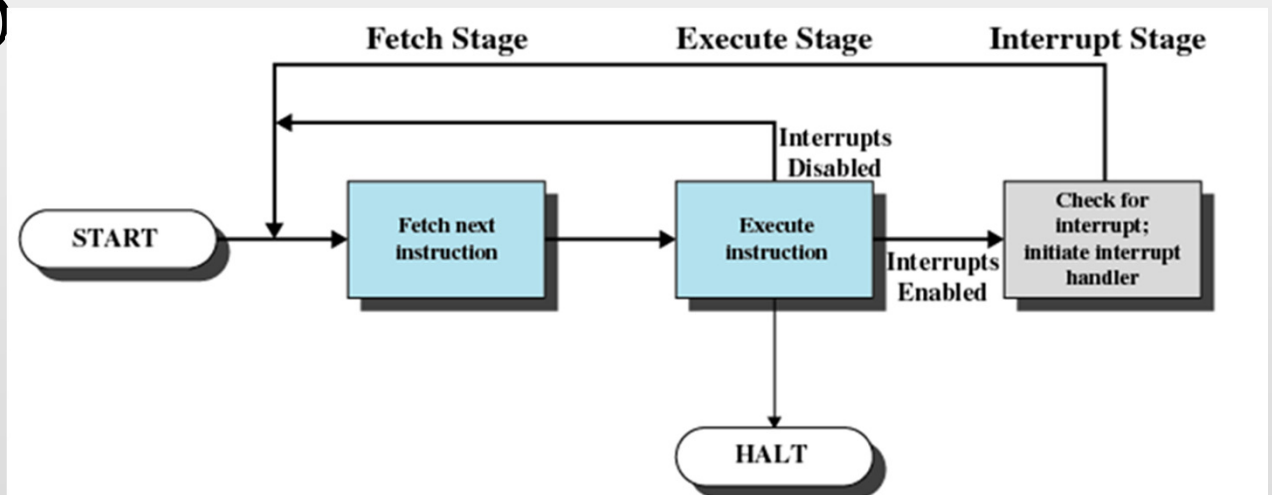 Fetch Stage
Execute Stage
Interrupt Stage
Interrupts
Disabled
START
Fetch next
instruction
Execute
instruction
Interrupts
Enabled
Check for
interrupt;
initiate interrupt
handler
HALT